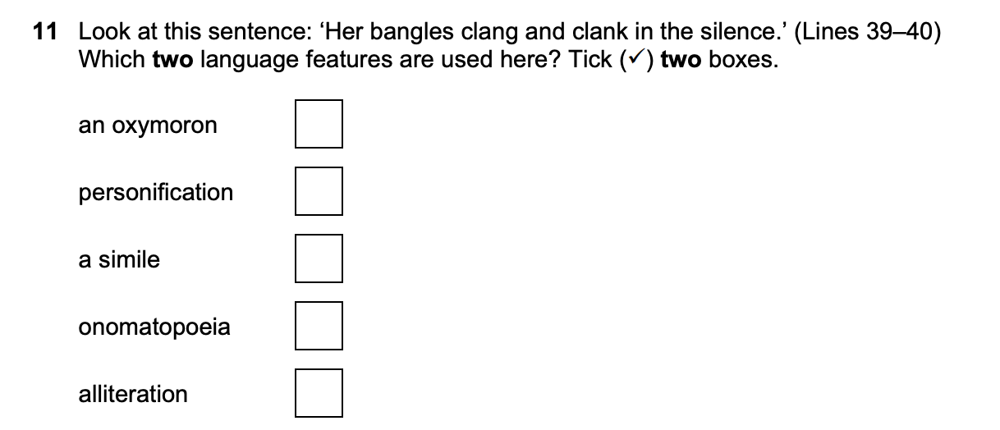 11 Look at this sentence: ‘Her bangles clang and clank in the silence.’ (Lines 39–40)
Which two language features are used here? Tick (✓) two boxes.
an oxymoron
personification
a simile
onomatopoeia
alliteration